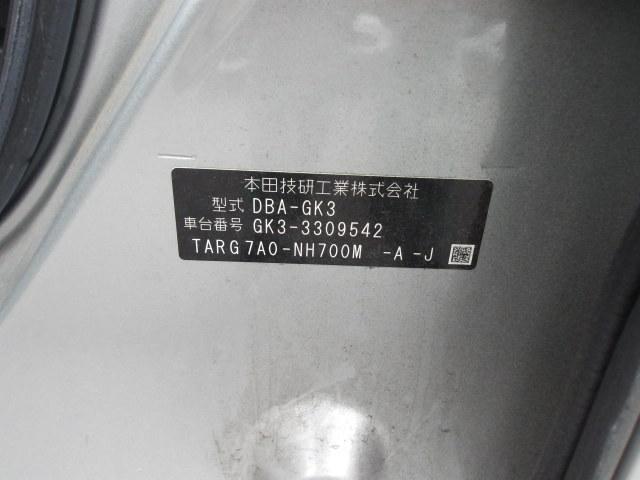 本田技研工業株式会社
型式 DBA-GK3
車台番号 GK3-3309542
TARG7A0-NH700M -A-J